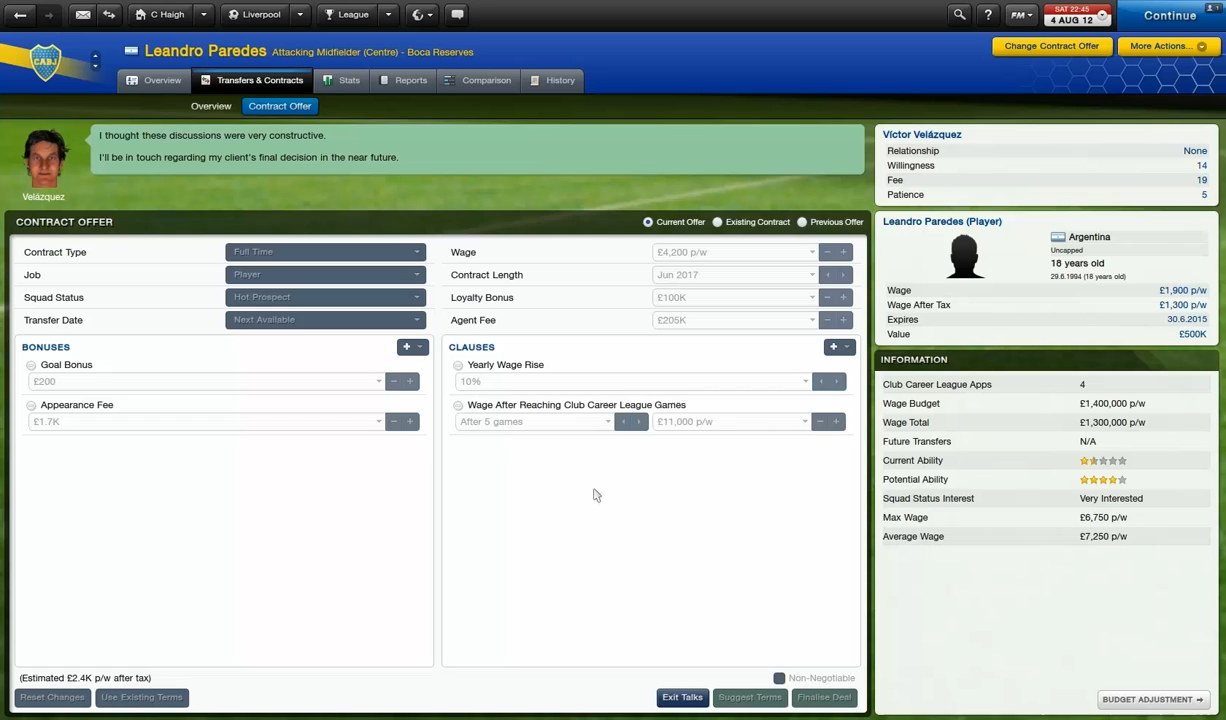 C Haigh
Liverpool
League
?
FM
SAT 22:45
4 AUG 12
Continue
1
CABJ
Leandro Paredes Attacking Midfielder (Centre) - Boca Reserves
Change Contract Offer
More Actions...
Overview
Transfers & Contracts
Stats
Reports
Comparison
History
Overview
Contract Offer
I thought these discussions were very constructive.
I'll be in touch regarding my client's final decision in the near future.
Velázquez
Víctor Velázquez
Relationship None
Willingness 14
Fee 19
Patience 5
CONTRACT OFFER
Current Offer
Existing Contract
Previous Offer
Contract Type Full Time
Job Player
Squad Status Hot Prospect
Transfer Date Next Available
Wage £4,200 p/w
Contract Length Jun 2017
Loyalty Bonus £100K
Agent Fee £205K
BONUSES
Goal Bonus
£200
Appearance Fee
£1.7K
CLAUSES
Yearly Wage Rise
10%
Wage After Reaching Club Career League Games
After 5 games £11,000 p/w
(Estimated £2.4K p/w after tax)
Non-Negotiable
Reset Changes
Use Existing Terms
Exit Talks
Suggest Terms
Finalise Deal
Leandro Paredes (Player)
Argentina
Uncapped
18 years old
29.6.1994 (18 years old)
Wage £1,900 p/w
Wage After Tax £1,300 p/w
Expires 30.6.2015
Value £500K
INFORMATION
Club Career League Apps 4
Wage Budget £1,400,000 p/w
Wage Total £1,300,000 p/w
Future Transfers N/A
Current Ability
Potential Ability
Squad Status Interest Very Interested
Max Wage £6,750 p/w
Average Wage £7,250 p/w
BUDGET ADJUSTMENT